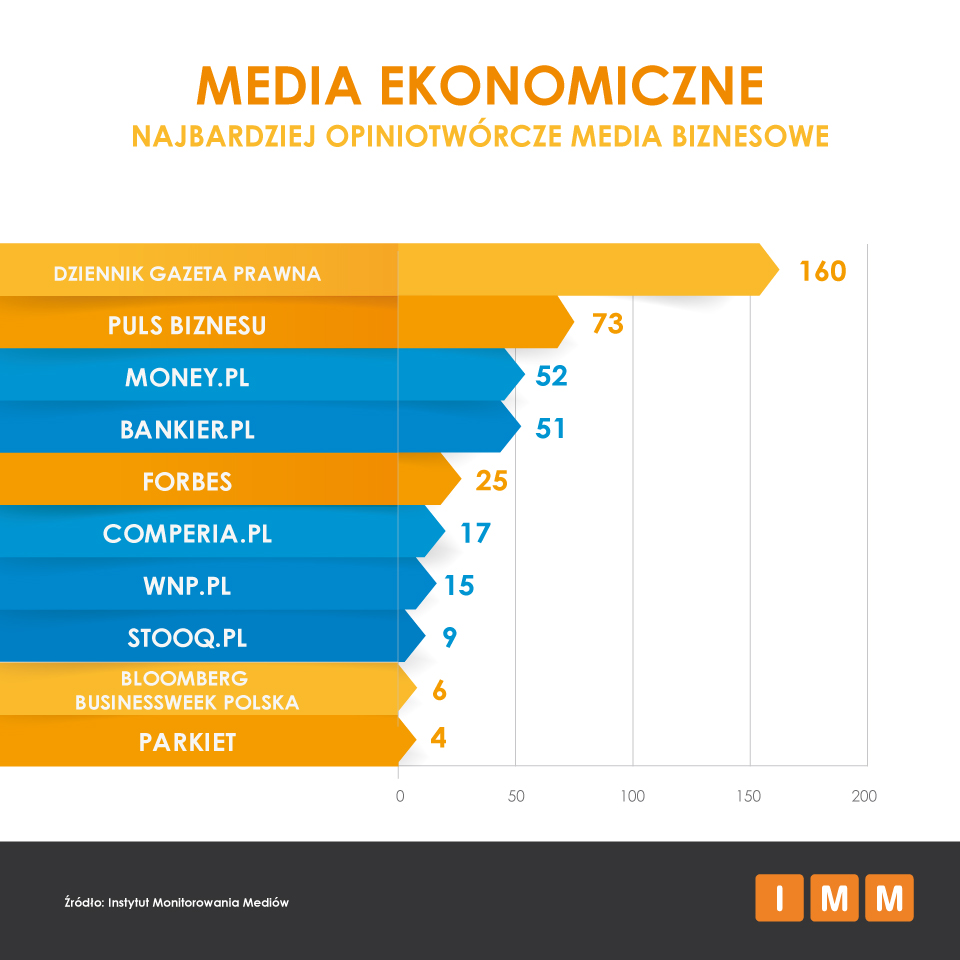 MEDIA EKONOMICZNE
NAJBARDZIEJ OPINIOTWÓRCZE MEDIA BIZNESOWE
DZIENNIK GAZETA PRAWNA 160
PULS BIZNESU 73
MONEY.PL 52
BANKIER.PL 51
FORBES 25
COMPERIA.PL 17
WNP.PL 15
STOOQ.PL 9
BLOOMBERG
BUSINESSWEEK POLSKA 6
PARKIET 4
0 50 100 150 200
Źródło: Instytut Monitorowania Mediów
IMM